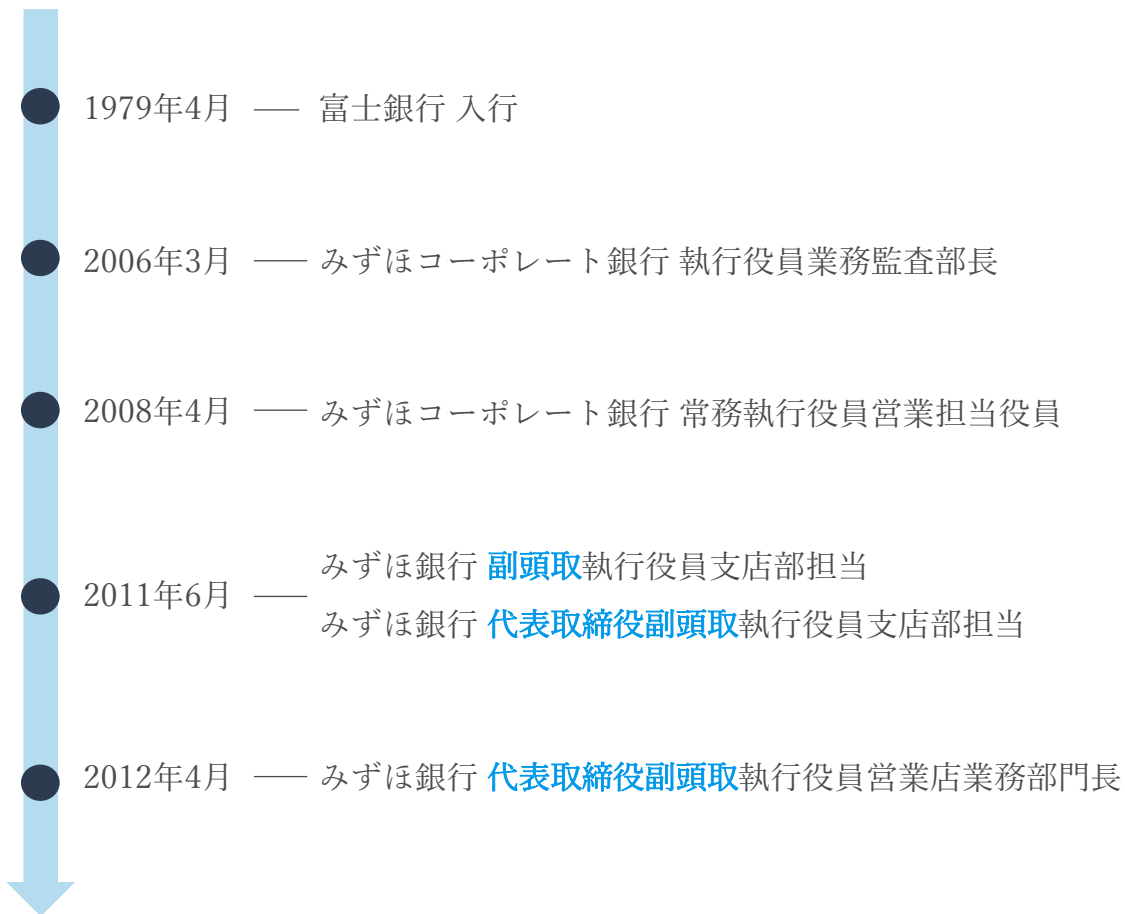 1979年4月 ── 富士銀行 入行
2006年3月 ── みずほコーポレート銀行 執行役員業務監査部長
2008年4月 ── みずほコーポレート銀行 常務執行役員営業担当役員
みずほ銀行 副頭取執行役員支店部担当
2011年6月 ──
みずほ銀行 代表取締役副頭取執行役員支店部担当
2012年4月 ── みずほ銀行 代表取締役副頭取執行役員営業店業務部門長